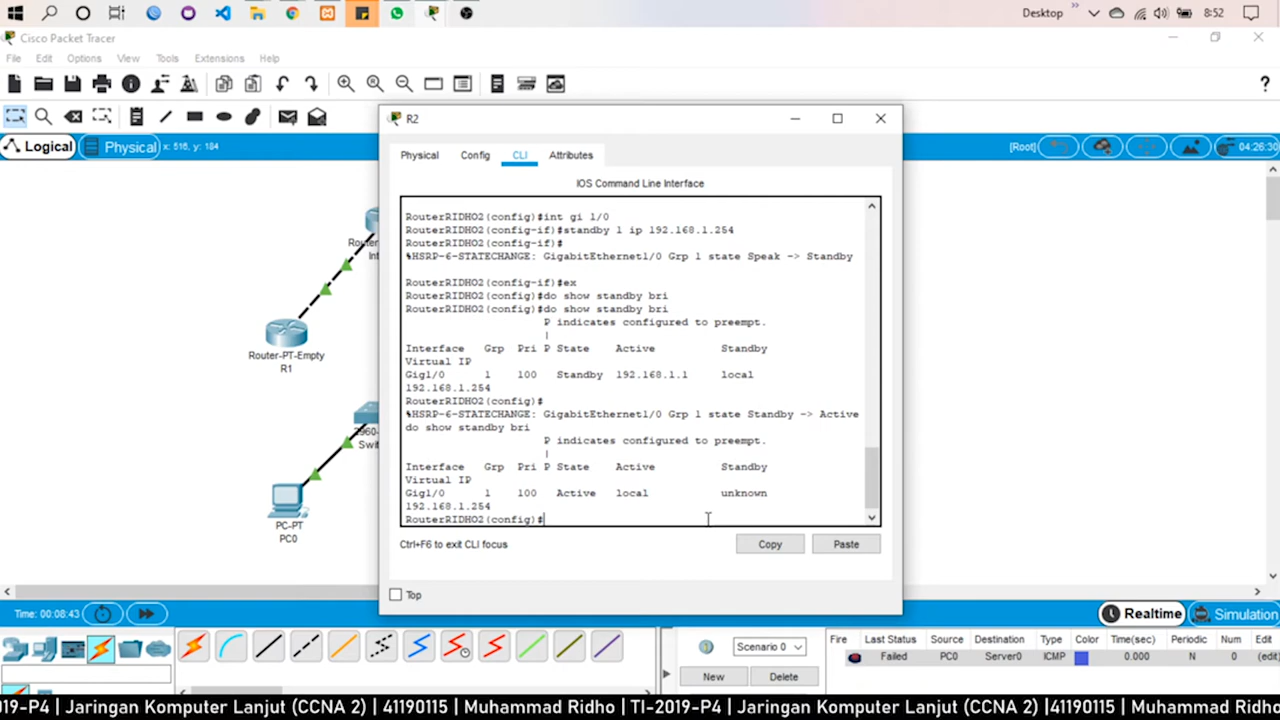 Desktop
8:52
Cisco Packet Tracer
File Edit Options View Tools Extensions Help
?
Logical
Physical
x: 516, y: 184
[Root]
04:26:30
R2
Physical Config CLI Attributes
IOS Command Line Interface
RouterRIDHO2(config)#int gi 1/0
RouterRIDHO2(config-if)#standby 1 ip 192.168.1.254
RouterRIDHO2(config-if)#
%HSRP-6-STATECHANGE: GigabitEthernet1/0 Grp 1 state Speak -> Standby
RouterRIDHO2(config-if)#ex
RouterRIDHO2(config)#do show standby bri
RouterRIDHO2(config)#do show standby bri
P indicates configured to preempt.
|
Interface Grp Pri P State Active Standby
Virtual IP
Gig1/0 1 100 Standby 192.168.1.1 local
192.168.1.254
RouterRIDHO2(config)#
%HSRP-6-STATECHANGE: GigabitEthernet1/0 Grp 1 state Standby -> Active
do show standby bri
P indicates configured to preempt.
|
Interface Grp Pri P State Active Standby
Virtual IP
Gig1/0 1 100 Active local unknown
192.168.1.254
RouterRIDHO2(config)#
Ctrl+F6 to exit CLI focus
Copy
Paste
Top
Router-PT-Empty
R1
2960-
Swit
PC-PT
PC0
Time: 00:08:43
Realtime
Simulation
Scenario 0
New
Delete
Fire Last Status Source Destination Type Color Time(sec) Periodic Num Edit
Failed PC0 Server0 ICMP 0.000 N 0 (edit)
2019-P4 | Jaringan Komputer Lanjut (CCNA 2) | 41190115 | Muhammad Ridho | TI-2019-P4 | Jaringan Komputer Lanjut (CCNA 2) |41190115 | Muhammad Ridho